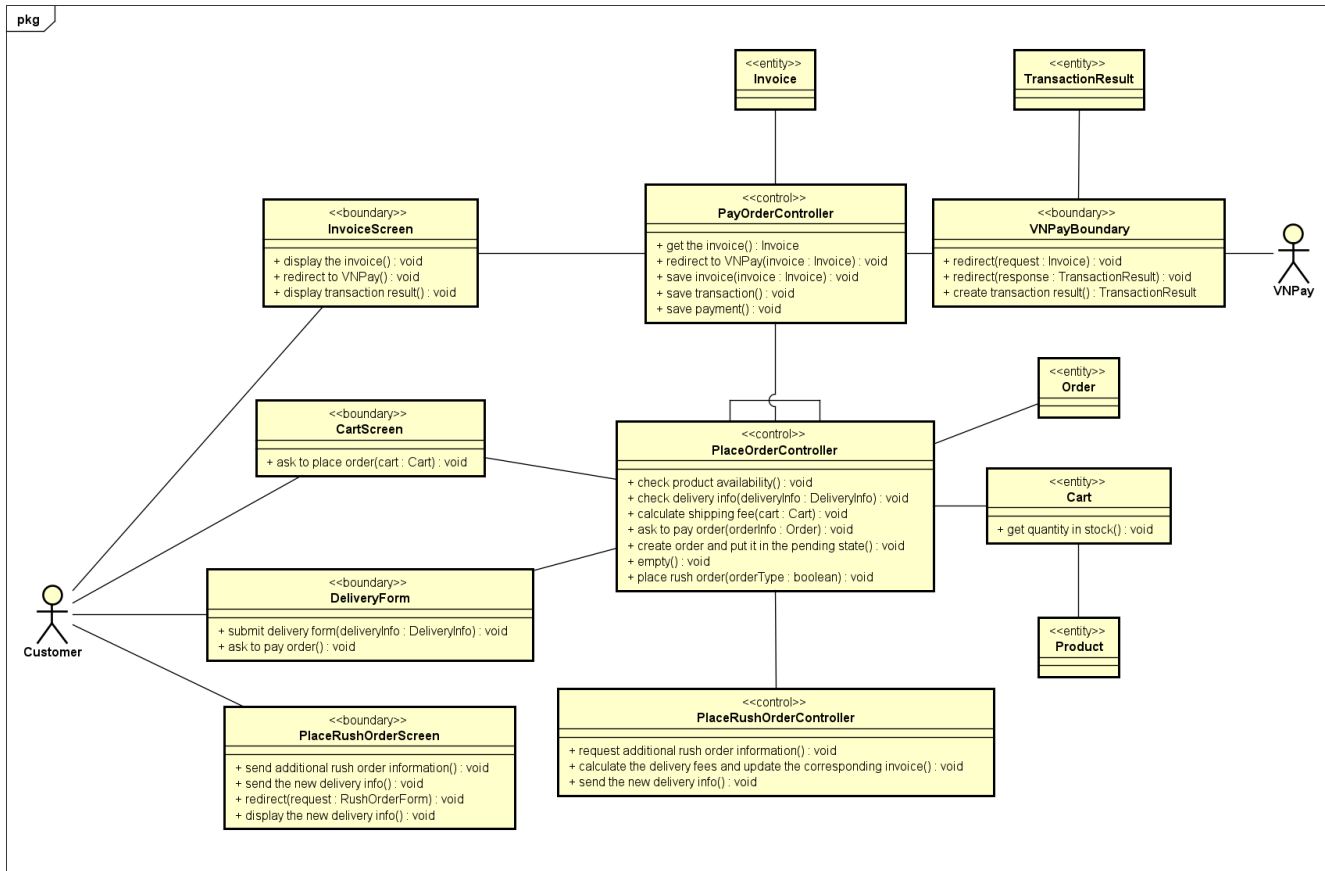 pkg
<<entity>>
Invoice
<<entity>>
TransactionResult
<<boundary>>
InvoiceScreen
+ display the invoice() : void
+ redirect to VNPay() : void
+ display transaction result() : void
<<control>>
PayOrderController
+ get the invoice() : Invoice
+ redirect to VNPay(invoice : Invoice) : void
+ save invoice(invoice : Invoice) : void
+ save transaction() : void
+ save payment() : void
<<boundary>>
VNPayBoundary
+ redirect(request : Invoice) : void
+ redirect(response : TransactionResult) : void
+ create transaction result() : TransactionResult
VNPay
<<entity>>
Order
<<boundary>>
CartScreen
+ ask to place order(cart : Cart) : void
<<control>>
PlaceOrderController
+ check product availability() : void
+ check delivery info(deliveryInfo : DeliveryInfo) : void
+ calculate shipping fee(cart : Cart) : void
+ ask to pay order(orderInfo : Order) : void
+ create order and put it in the pending state() : void
+ empty() : void
+ place rush order(orderType : boolean) : void
<<entity>>
Cart
+ get quantity in stock() : void
<<boundary>>
DeliveryForm
+ submit delivery form(deliveryInfo : DeliveryInfo) : void
+ ask to pay order() : void
Customer
<<entity>>
Product
<<boundary>>
PlaceRushOrderScreen
+ send additional rush order information() : void
+ send the new delivery info() : void
+ redirect(request : RushOrderForm) : void
+ display the new delivery info() : void
<<control>>
PlaceRushOrderController
+ request additional rush order information() : void
+ calculate the delivery fees and update the corresponding invoice() : void
+ send the new delivery info() : void